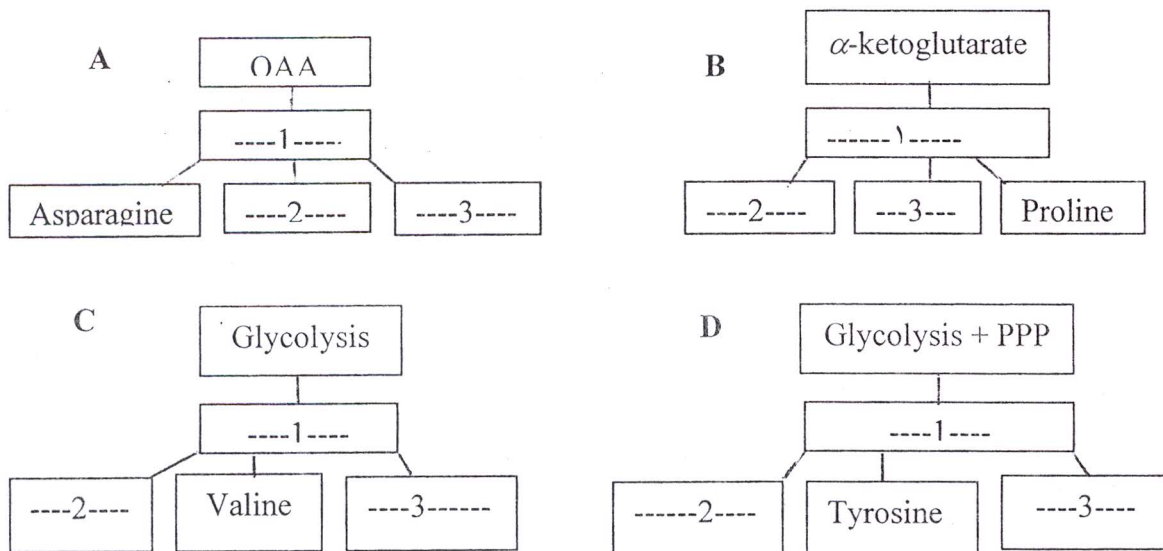 A
OAA
----1-----
Asparagine
----2----
----3----
B
α-ketoglutarate
------١-----
----2----
---3---
Proline
C
Glycolysis
----1----
----2----
Valine
----3------
D
Glycolysis + PPP
----1----
------2----
Tyrosine
----3----